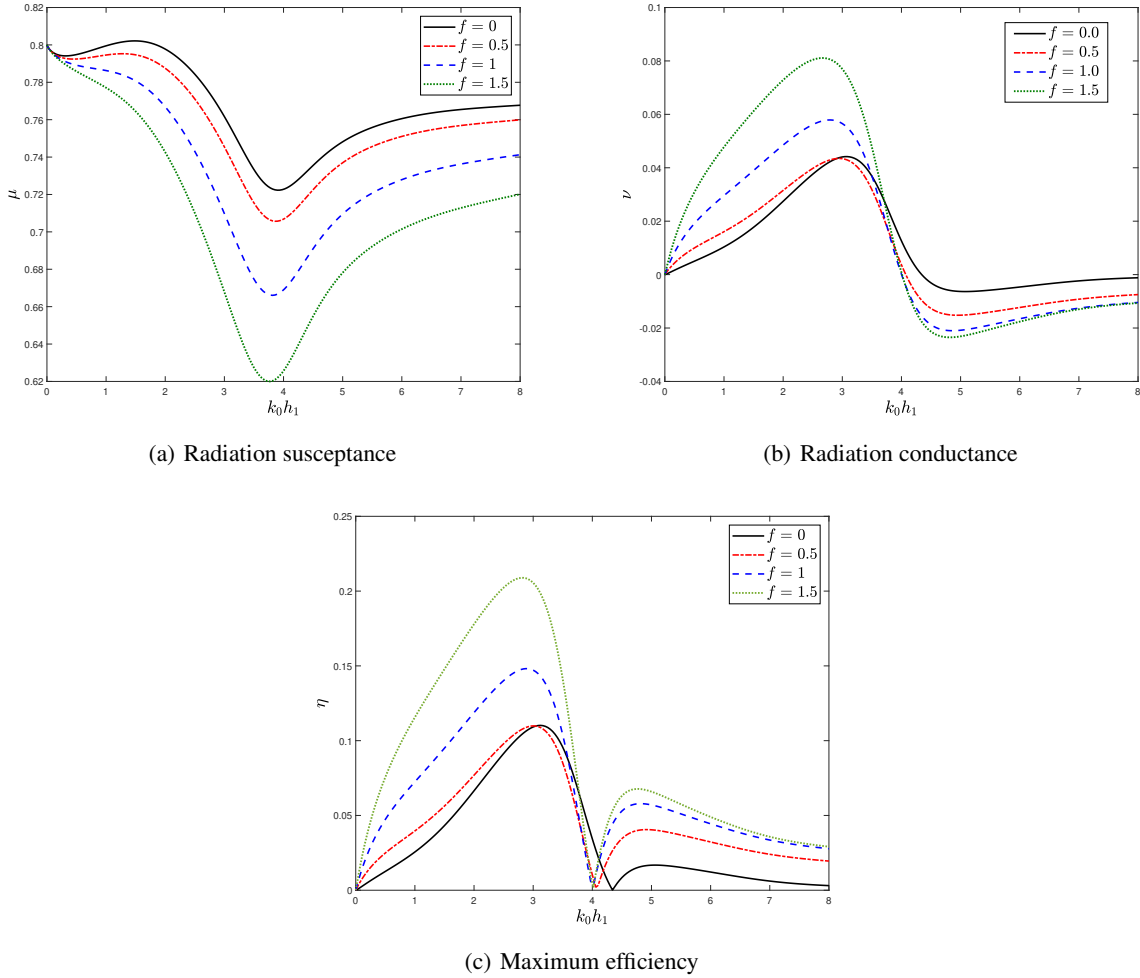 0.82
0.8
0.78
0.76
0.74
0.72
0.7
0.68
0.66
0.64
0.62
μ
0 1 2 3 4 5 6 7 8
k₀h₁
f = 0
f = 0.5
f = 1
f = 1.5
(a) Radiation susceptance
0.1
0.08
0.06
0.04
0.02
0
-0.02
-0.04
ν
0 1 2 3 4 5 6 7 8
k₀h₁
f = 0.0
f = 0.5
f = 1.0
f = 1.5
(b) Radiation conductance
0.25
0.2
0.15
0.1
0.05
0
η
0 1 2 3 4 5 6 7 8
k₀h₁
f = 0
f = 0.5
f = 1
f = 1.5
(c) Maximum efficiency